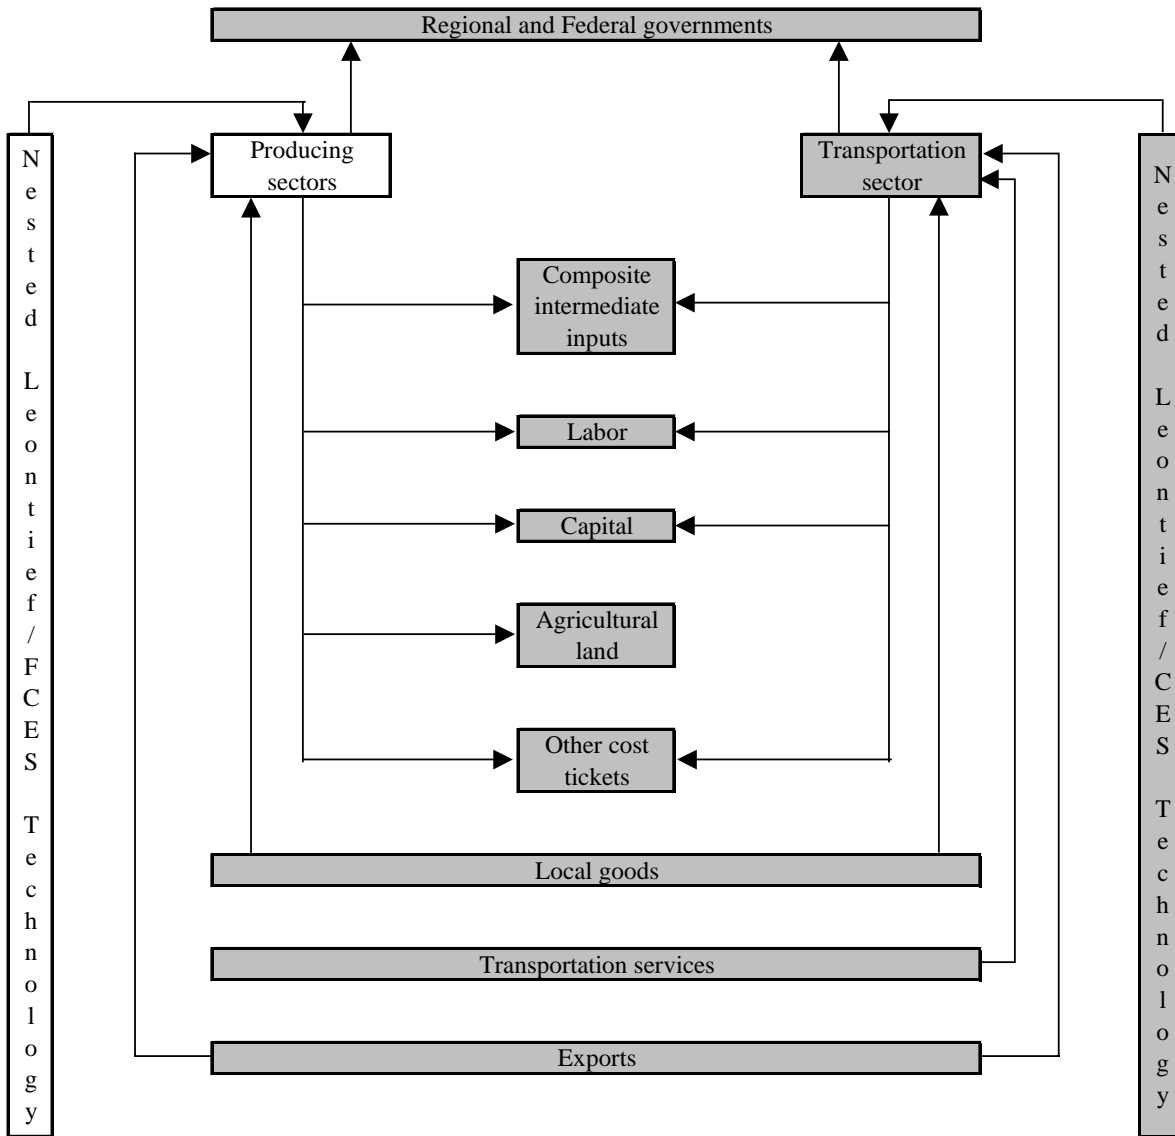 Regional and Federal governments
Nested Leontief/FCES Technology
Producing
sectors
Transportation
sector
Nested Leontief/CES Technology
Composite
intermediate
inputs
Labor
Capital
Agricultural
land
Other cost
tickets
Local goods
Transportation services
Exports